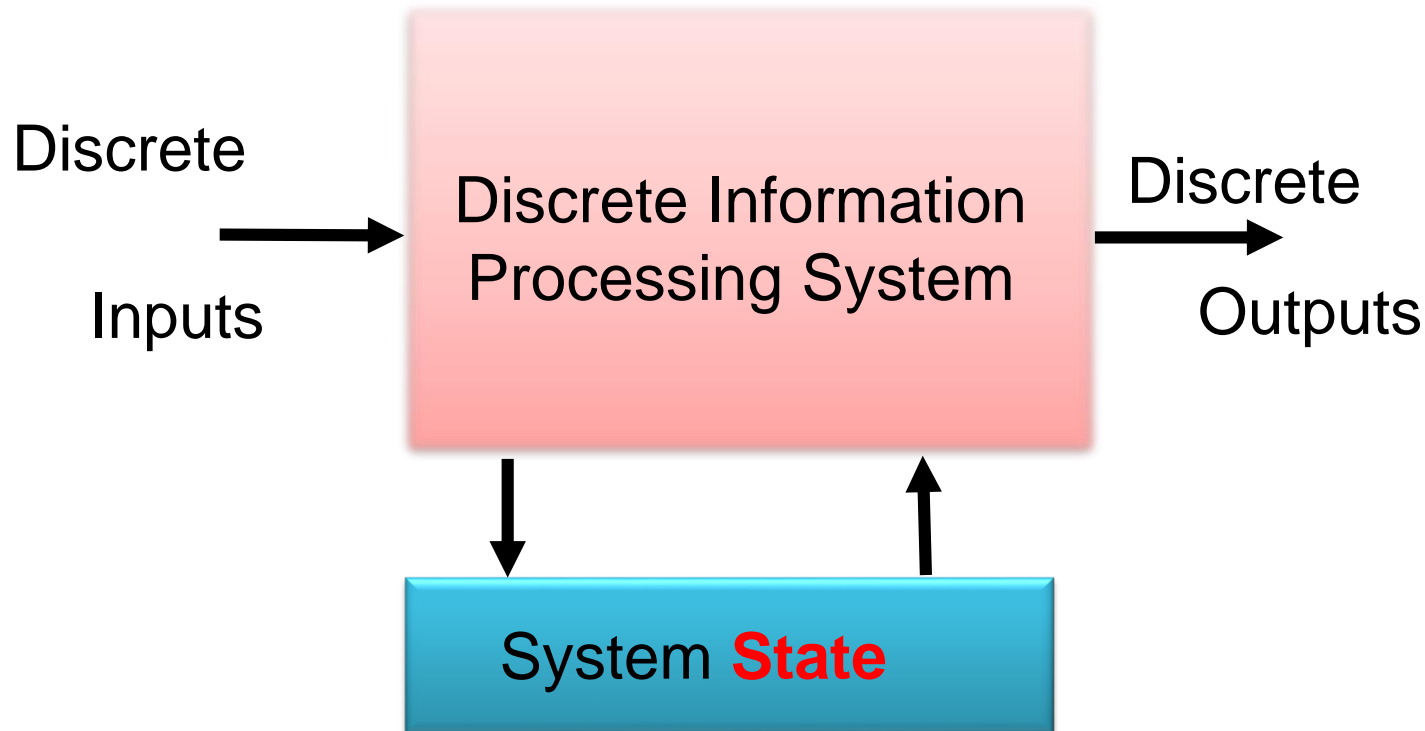 Discrete
Inputs
Discrete Information
Processing System
Discrete
Outputs
System State